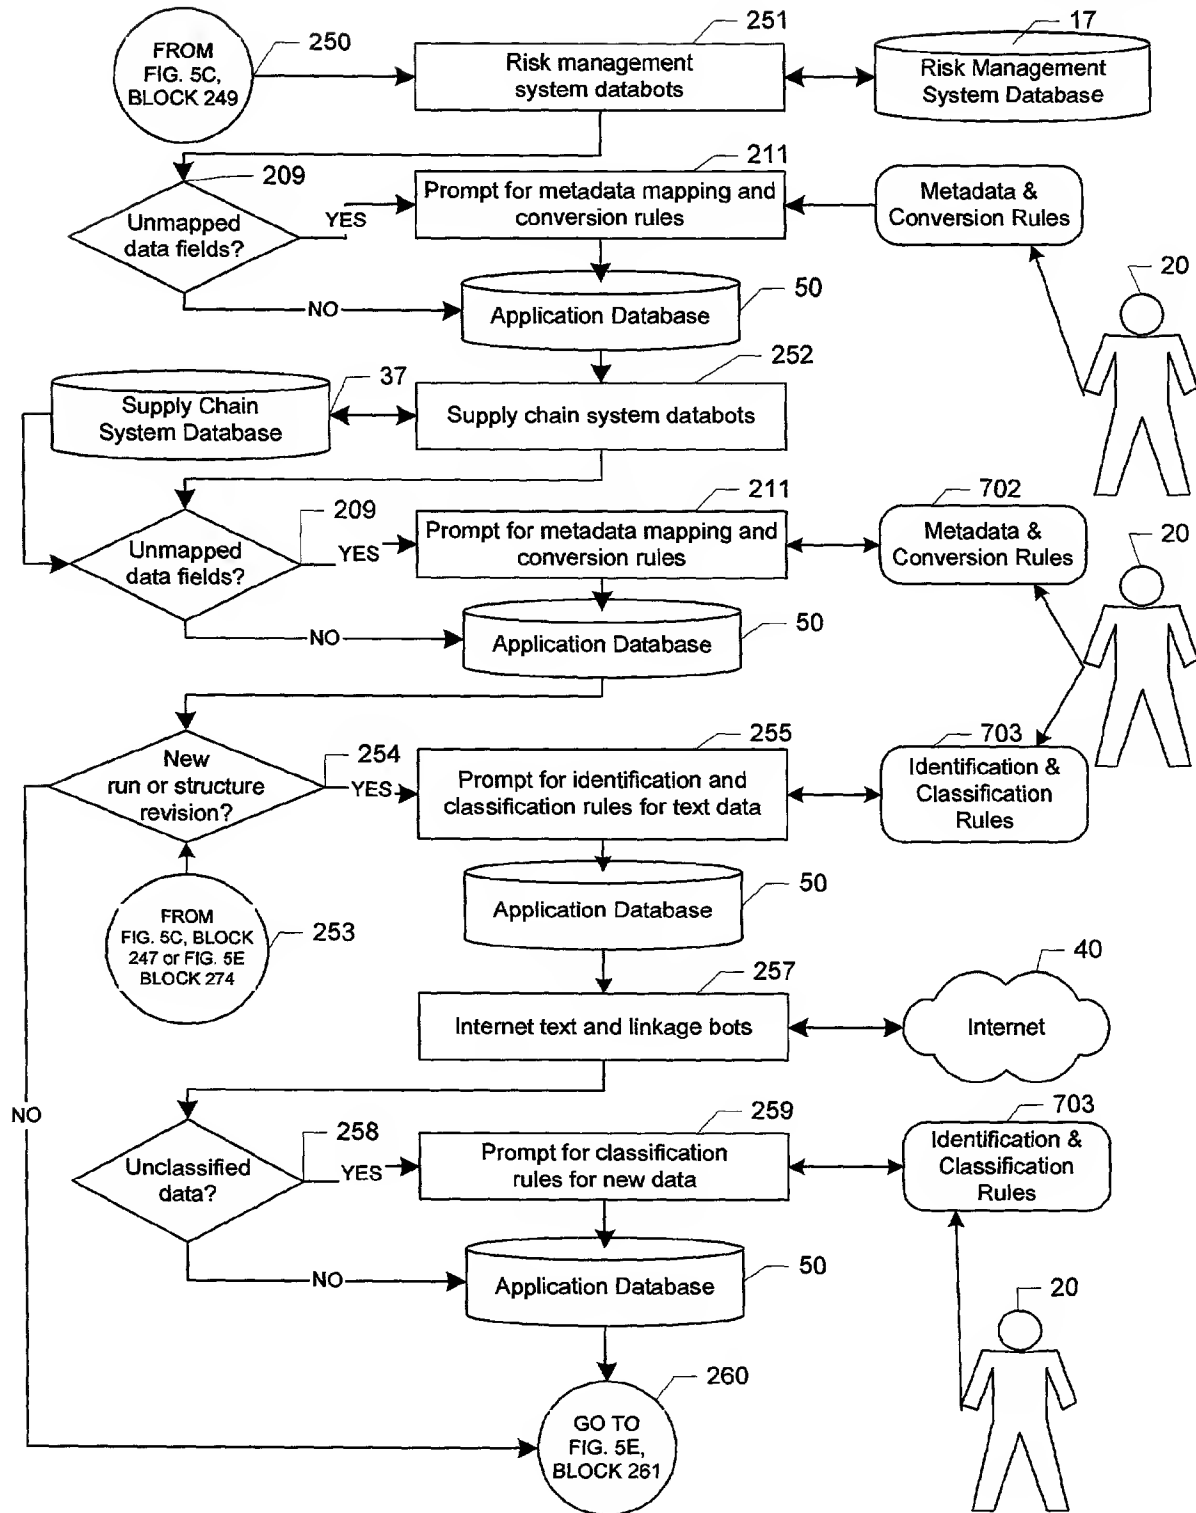 250
251
17
FROM
FIG. 5C,
BLOCK 249
Risk management
system databots
Risk Management
System Database
209
211
Unmapped
data fields?
YES
Prompt for metadata mapping and
conversion rules
Metadata &
Conversion Rules
20
NO
Application Database
50
252
37
Supply Chain
System Database
Supply chain system databots
209
211
702
Unmapped
data fields?
YES
Prompt for metadata mapping and
conversion rules
Metadata &
Conversion Rules
20
NO
Application Database
50
254
255
703
New
run or structure
revision?
YES
Prompt for identification and
classification rules for text data
Identification &
Classification
Rules
FROM
FIG. 5C, BLOCK
247 or FIG. 5E
BLOCK 274
253
Application Database
50
257
40
Internet text and linkage bots
Internet
NO
258
259
703
Unclassified
data?
YES
Prompt for classification
rules for new data
Identification &
Classification
Rules
NO
Application Database
50
20
260
GO TO
FIG. 5E,
BLOCK 261